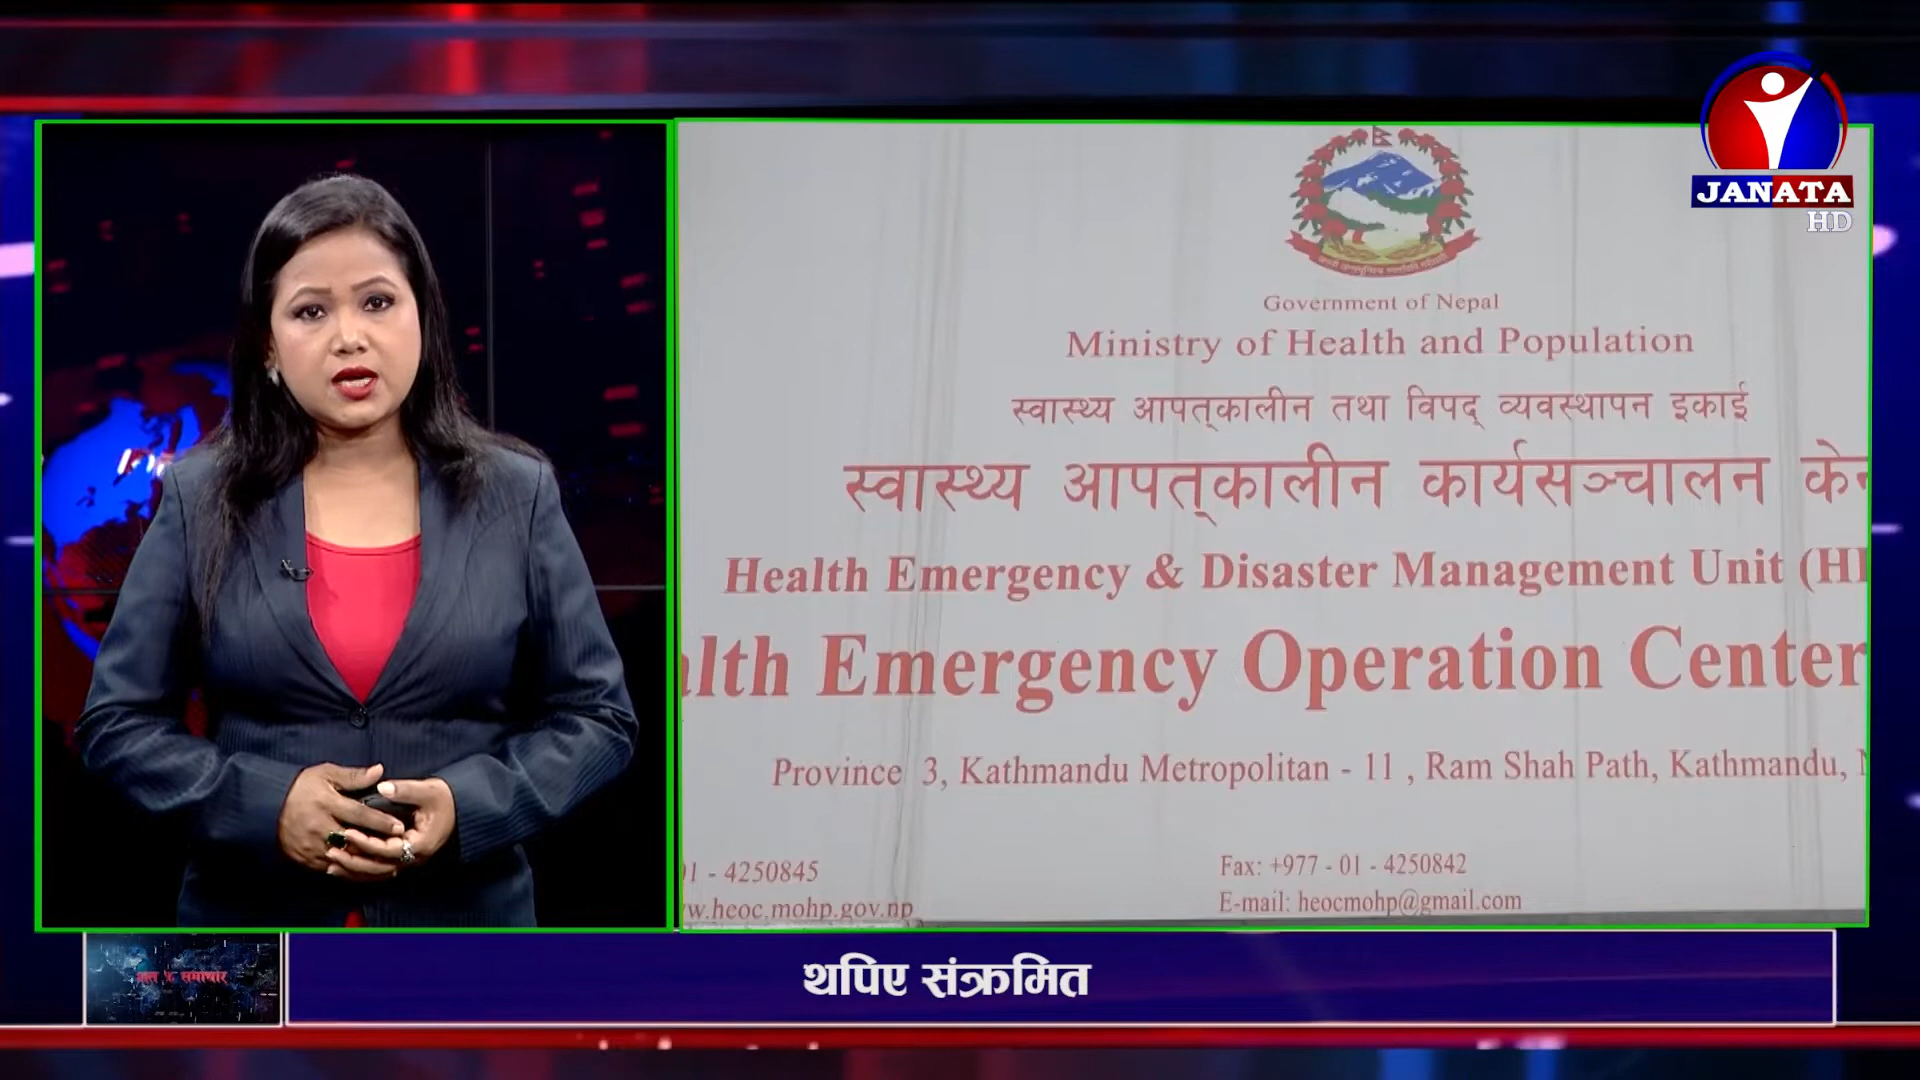 JANATA
HD
Government of Nepal
Ministry of Health and Population
स्वास्थ्य आपत्कालीन तथा विपद् व्यवस्थापन इकाई
स्वास्थ्य आपत्कालीन कार्यसञ्चालन के
Health Emergency & Disaster Management Unit (HE
alth Emergency Operation Center
Province 3, Kathmandu Metropolitan - 11 , Ram Shah Path, Kathmandu, N
01 - 4250845
Fax: +977 - 01 - 4250842
w.heoc.mohp.gov.np
E-mail: heocmohp@gmail.com
समाचार
थपिए संक्रमित